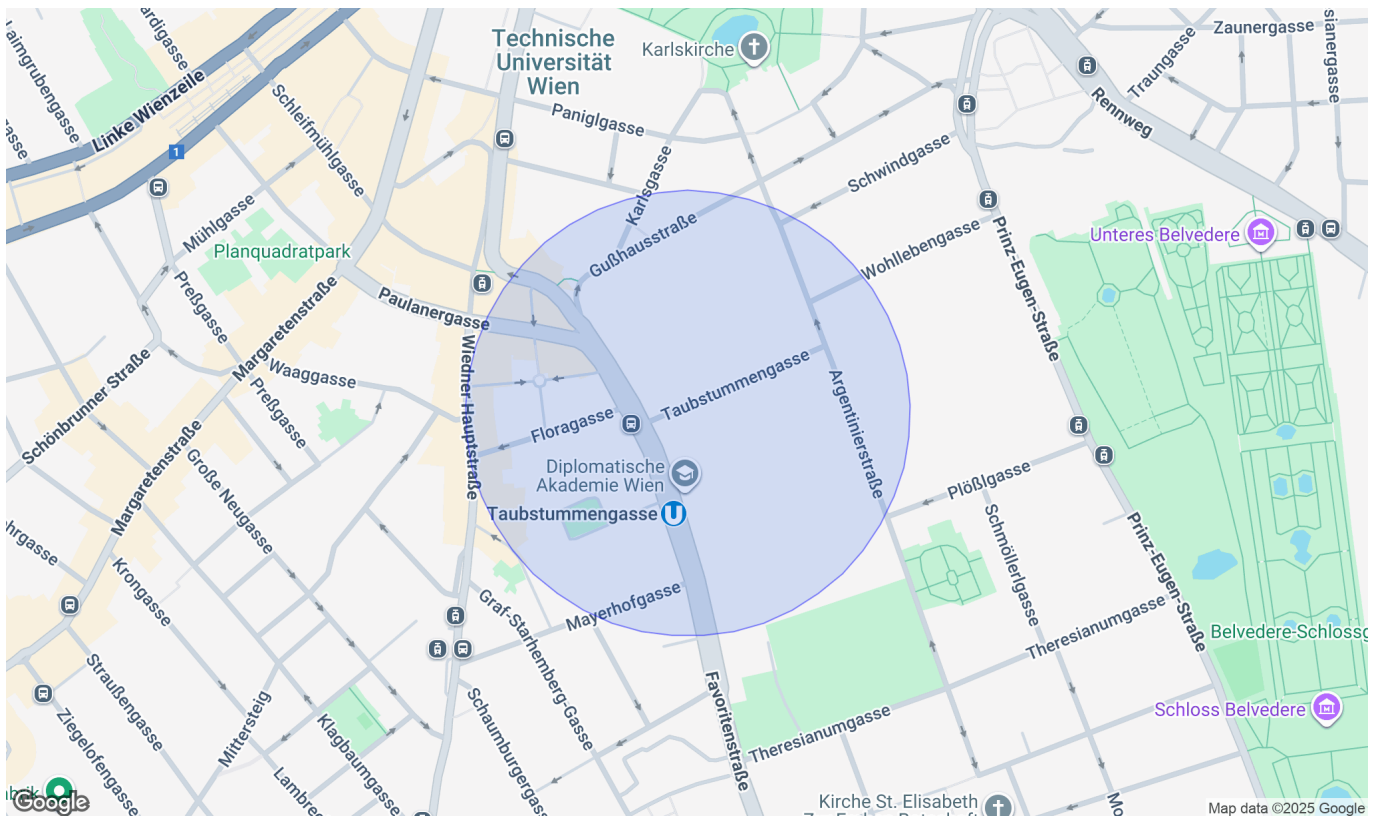 Technische
Universität
Wien
Karlskirche
Zaunergasse
Traungasse
Rennweg
Linke Wienzeile
1
Schleifmühlgasse
Paniglgasse
Karlsgasse
Schwindgasse
Mühlgasse
Planquadratpark
Gußhausstraße
Wohllebengasse
Unteres Belvedere
Prinz-Eugen-Straße
Preßgasse
Margaretenstraße
Paulanergasse
Wiedner Hauptstraße
Waaggasse
Schönbrunner Straße
Preßgasse
Taubstummengasse
Argentinierstraße
Floragasse
Margaretenstraße
Große Neugasse
Diplomatische
Akademie Wien
Taubstummengasse
U
Plößlgasse
Schmöllerlgasse
Prinz-Eugen-Straße
Krongasse
Graf-Starhemberg-Gasse
Mayerhofgasse
Theresianumgasse
Belvedere-Schlossg
Straußengasse
Ziegelofengasse
Mittersteig
Klagbaumgasse
Schaumburgergasse
Favoritenstraße
Theresianumgasse
Schloss Belvedere
Kirche St. Elisabeth
Google
Map data ©2025 Google